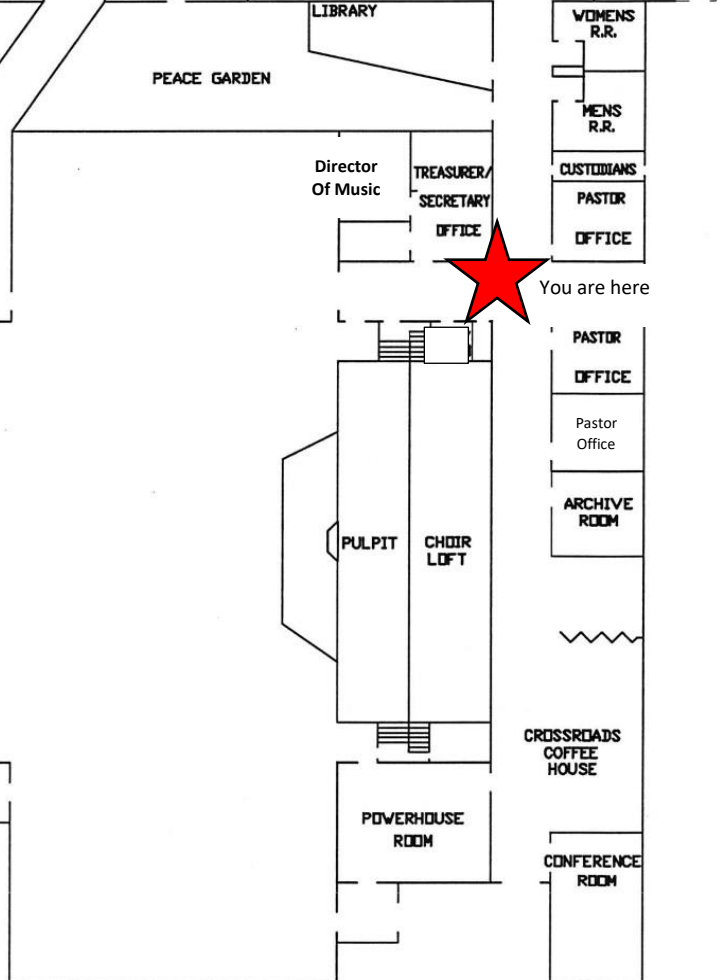 LIBRARY
WOMENS
R.R.
PEACE GARDEN
MENS
R.R.
Director
Of Music
TREASURER/
SECRETARY
OFFICE
CUSTODIANS
PASTOR
OFFICE
You are here
PASTOR
OFFICE
Pastor
Office
ARCHIVE
ROOM
PULPIT
CHOIR
LOFT
CROSSROADS
COFFEE
HOUSE
POWERHOUSE
ROOM
CONFERENCE
ROOM